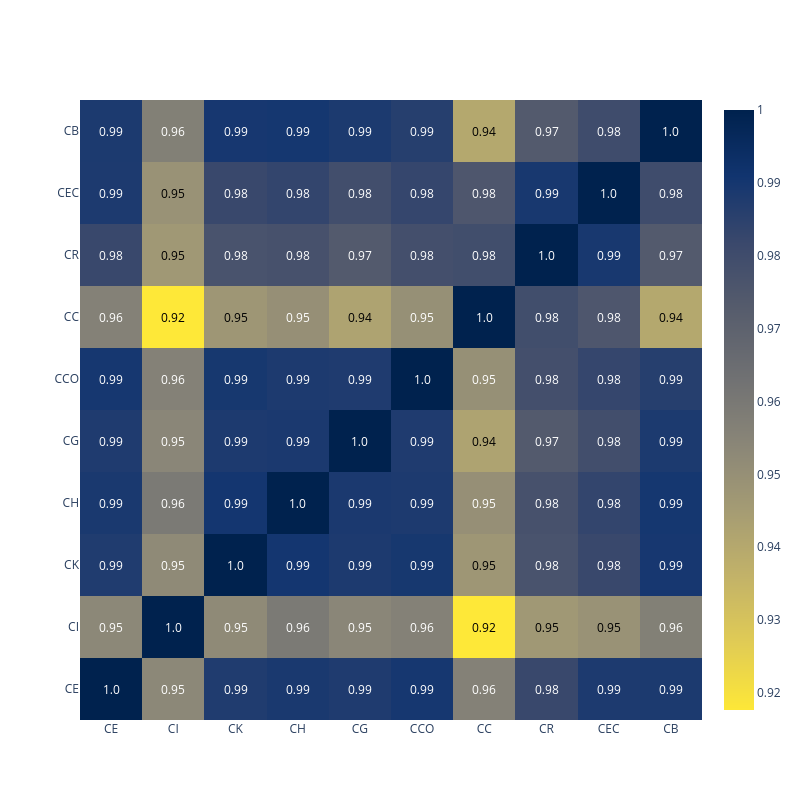 CB 0.99 0.96 0.99 0.99 0.99 0.99 0.94 0.97 0.98 1.0
CEC 0.99 0.95 0.98 0.98 0.98 0.98 0.98 0.99 1.0 0.98
CR 0.98 0.95 0.98 0.98 0.97 0.98 0.98 1.0 0.99 0.97
CC 0.96 0.92 0.95 0.95 0.94 0.95 1.0 0.98 0.98 0.94
CCO 0.99 0.96 0.99 0.99 0.99 1.0 0.95 0.98 0.98 0.99
CG 0.99 0.95 0.99 0.99 1.0 0.99 0.94 0.97 0.98 0.99
CH 0.99 0.96 0.99 1.0 0.99 0.99 0.95 0.98 0.98 0.99
CK 0.99 0.95 1.0 0.99 0.99 0.99 0.95 0.98 0.98 0.99
CI 0.95 1.0 0.95 0.96 0.95 0.96 0.92 0.95 0.95 0.96
CE 1.0 0.95 0.99 0.99 0.99 0.99 0.96 0.98 0.99 0.99
CE CI CK CH CG CCO CC CR CEC CB
1
0.99
0.98
0.97
0.96
0.95
0.94
0.93
0.92